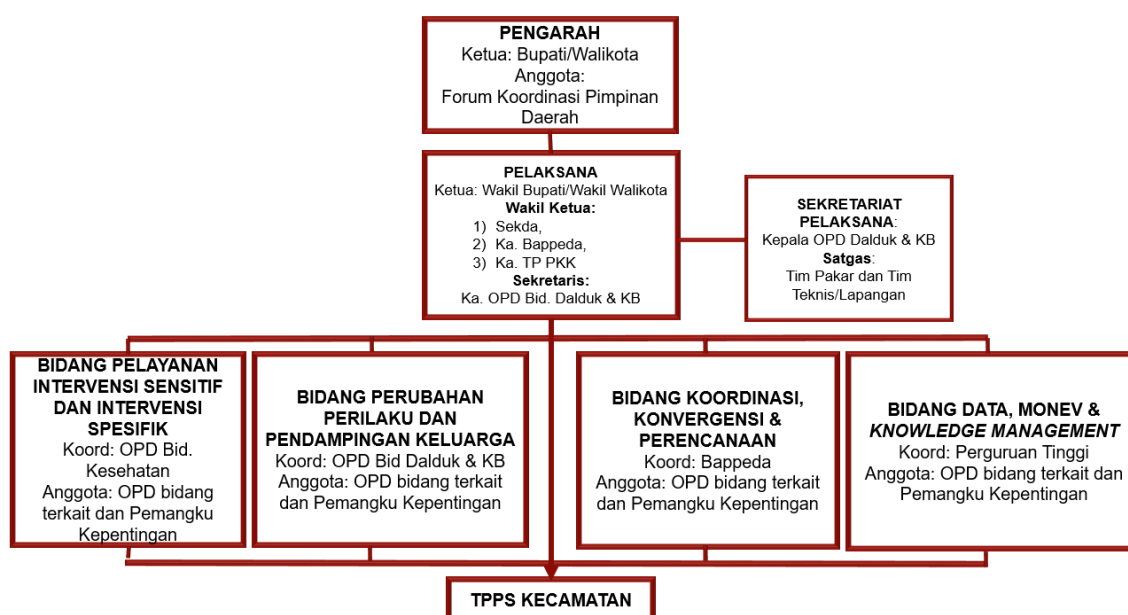 PENGARAH
Ketua: Bupati/Walikota
Anggota:
Forum Koordinasi Pimpinan
Daerah
PELAKSANA
Ketua: Wakil Bupati/Wakil Walikota
Wakil Ketua:
1) Sekda,
2) Ka. Bappeda,
3) Ka. TP PKK
Sekretaris:
Ka. OPD Bid. Dalduk & KB
SEKRETARIAT
PELAKSANA:
Kepala OPD Dalduk & KB
Satgas:
Tim Pakar dan Tim
Teknis/Lapangan
BIDANG PELAYANAN
INTERVENSI SENSITIF
DAN INTERVENSI
SPESIFIK
Koord: OPD Bid.
Kesehatan
Anggota: OPD bidang
terkait dan Pemangku
Kepentingan
BIDANG PERUBAHAN
PERILAKU DAN
PENDAMPINGAN KELUARGA
Koord: OPD Bid Dalduk & KB
Anggota: OPD bidang terkait
dan Pemangku Kepentingan
BIDANG KOORDINASI,
KONVERGENSI &
PERENCANAAN
Koord: Bappeda
Anggota: OPD bidang terkait
dan Pemangku Kepentingan
BIDANG DATA, MONEV &
KNOWLEDGE MANAGEMENT
Koord: Perguruan Tinggi
Anggota: OPD bidang terkait dan
Pemangku Kepentingan
TPPS KECAMATAN